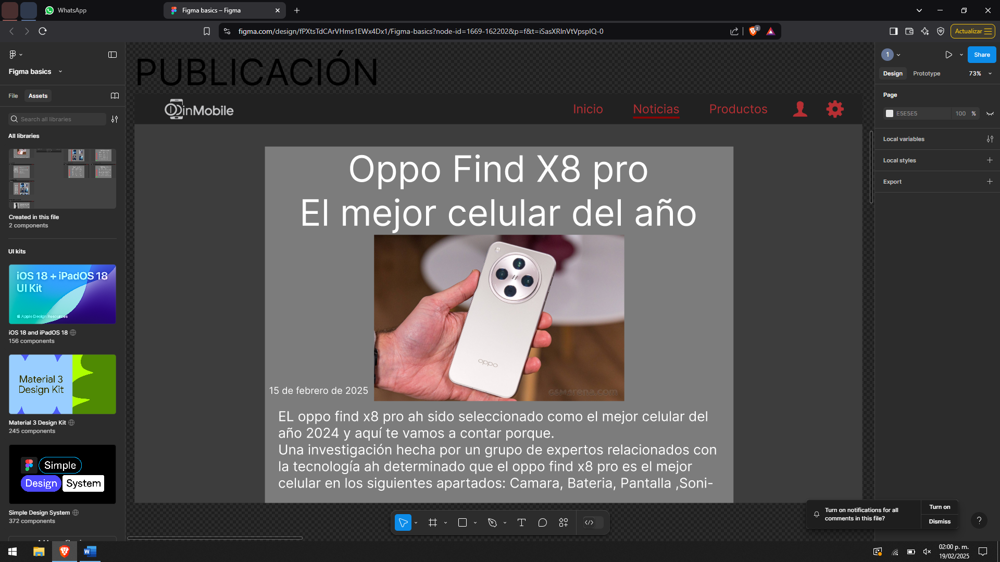 WhatsApp
Figma basics – Figma
figma.com/design/fPXtsTdCArVHms1EWx4Dx1/Figma-basics?node-id=1669-162202&p=f&t=iSasXRlnVtVpsplQ-0
2
Actualizar
Figma basics
File
Assets
Search all libraries
All libraries
Created in this file
2 components
UI kits
iOS 18 + iPadOS 18
UI Kit
Apple Design Resources
iOS 18 and iPadOS 18
156 components
Material 3
Design Kit
Material 3 Design Kit
245 components
Simple
Design System
Simple Design System
372 components
PUBLICACIÓN
inMobile
Inicio
Noticias
Productos
Oppo Find X8 pro
El mejor celular del año
oppo
GSMArena.com
15 de febrero de 2025
EL oppo find x8 pro ah sido seleccionado como el mejor celular del
año 2024 y aquí te vamos a contar porque.
Una investigación hecha por un grupo de expertos relacionados con
la tecnología ah determinado que el oppo find x8 pro es el mejor
celular en los siguientes apartados: Camara, Bateria, Pantalla ,Soni-
1
Share
Design
Prototype
73%
Page
E5E5E5
100 %
Local variables
Local styles
Export
Turn on notifications for all
comments in this file?
Turn on
Dismiss
?
02:00 p. m.
19/02/2025